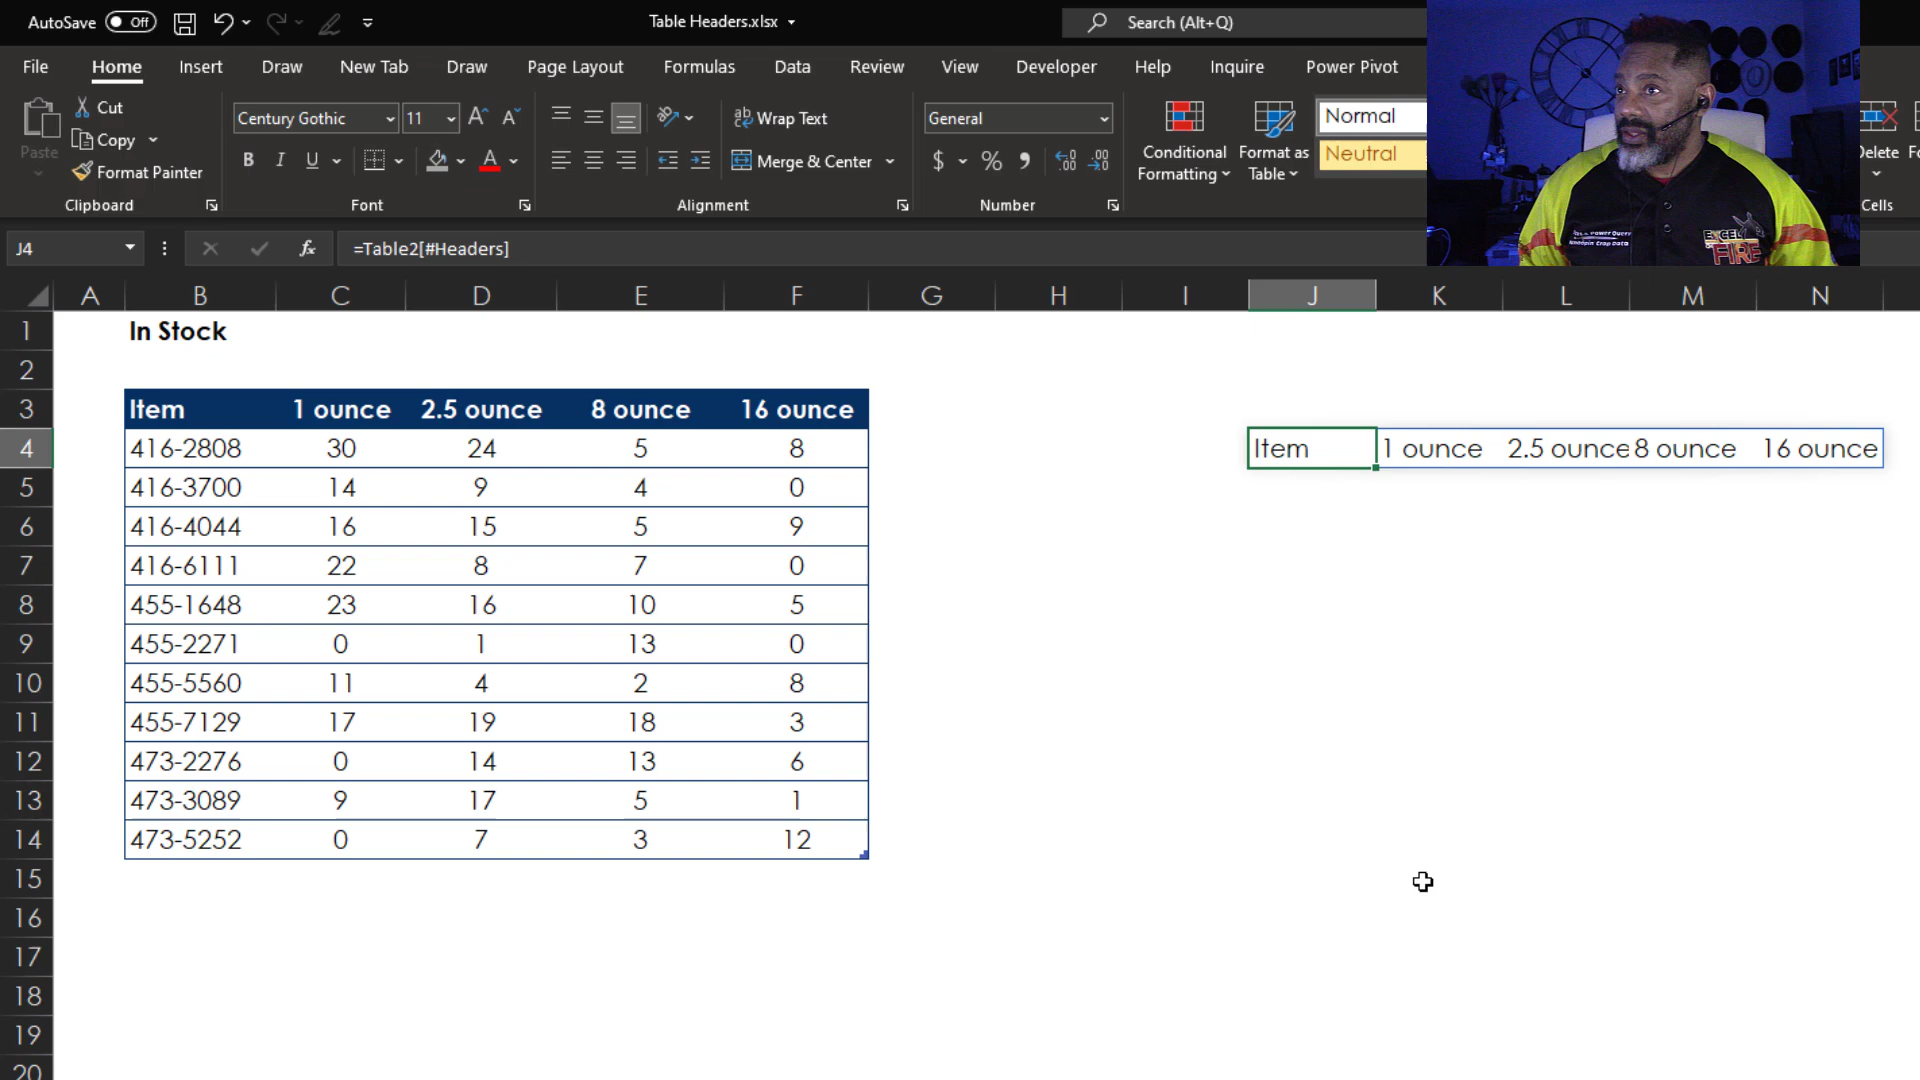 AutoSave Off Table Headers.xlsx Search (Alt+Q)
File Home Insert Draw New Tab Draw Page Layout Formulas Data Review View Developer Help Inquire Power Pivot
Paste Cut Copy Format Painter
Clipboard
Century Gothic 11
B I U A
Font
Wrap Text
Merge & Center
Alignment
General
$ %
Number
Conditional Formatting
Format as Table
Normal
Neutral
Delete
Cells
EXCEL
FIRE
J4 fx =Table2[#Headers]
A B C D E F G H I J K L M N
1 In Stock
2
3 Item 1 ounce 2.5 ounce 8 ounce 16 ounce
4 416-2808 30 24 5 8 Item 1 ounce 2.5 ounce 8 ounce 16 ounce
5 416-3700 14 9 4 0
6 416-4044 16 15 5 9
7 416-6111 22 8 7 0
8 455-1648 23 16 10 5
9 455-2271 0 1 13 0
10 455-5560 11 4 2 8
11 455-7129 17 19 18 3
12 473-2276 0 14 13 6
13 473-3089 9 17 5 1
14 473-5252 0 7 3 12
15
16
17
18
19
20